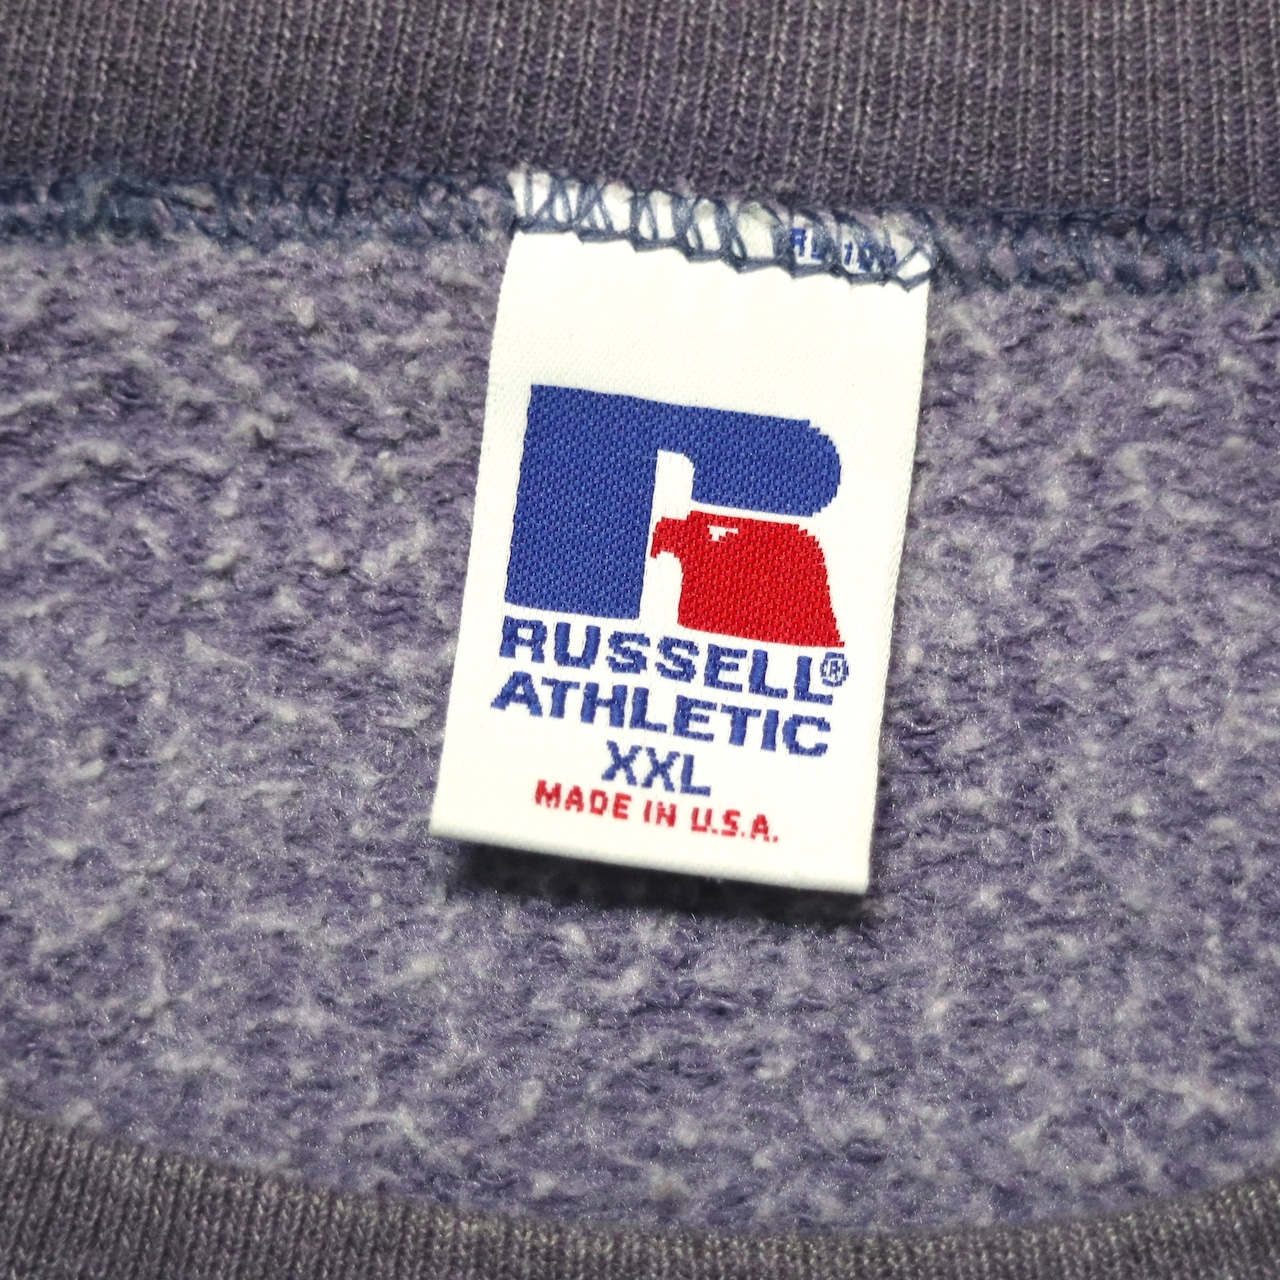 RUSSELL®
ATHLETIC
XXL
MADE IN U.S.A.